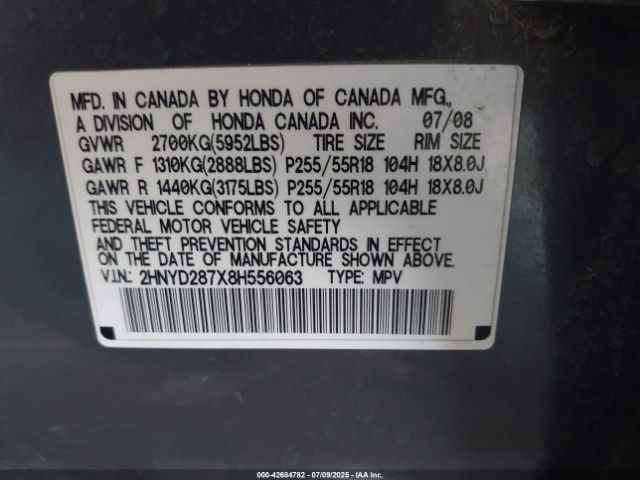 MFD. IN CANADA BY HONDA OF CANADA MFG.,
A DIVISION OF HONDA CANADA INC. 07/08
GVWR 2700KG(5952LBS) TIRE SIZE RIM SIZE
GAWR F 1310KG(2888LBS) P255/55R18 104H 18X8.0J
GAWR R 1440KG(3175LBS) P255/55R18 104H 18X8.0J
THIS VEHICLE CONFORMS TO ALL APPLICABLE
FEDERAL MOTOR VEHICLE SAFETY
AND THEFT PREVENTION STANDARDS IN EFFECT
ON THE DATE OF MANUFACTURE SHOWN ABOVE.
V.I.N.: 2HNYD287X8H556063 TYPE: MPV
000-42684782 | 07/09/2025 | IAAI.com